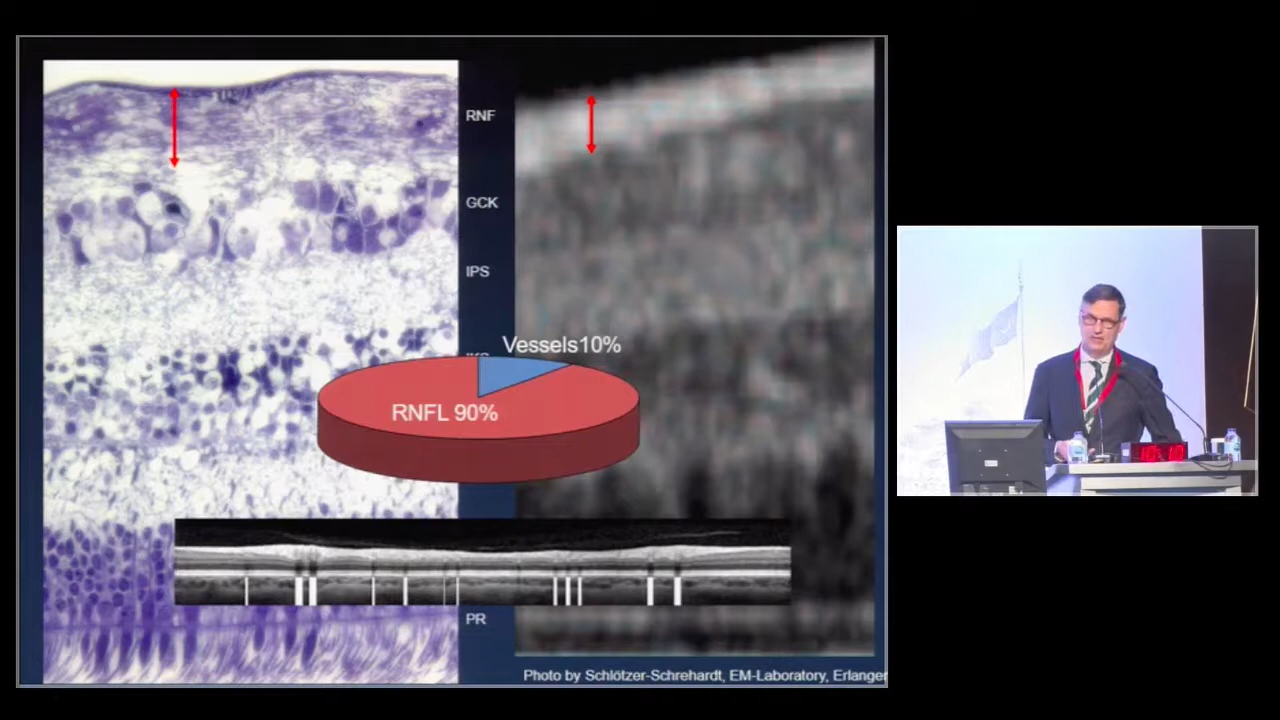 RNF
GCK
IPS
Vessels10%
RNFL 90%
PR
Photo by Schlötzer-Schrehardt, EM-Laboratory, Erlangen